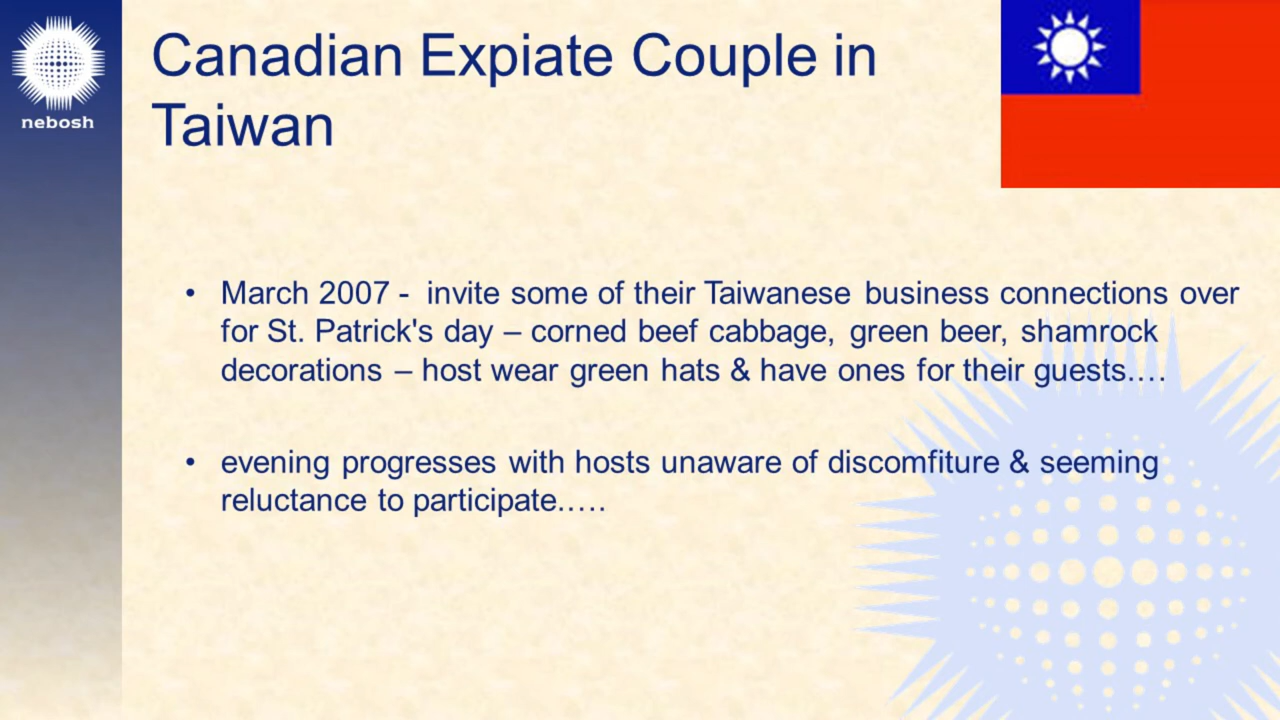 nebosh
Canadian Expiate Couple in
Taiwan
• March 2007 - invite some of their Taiwanese business connections over
for St. Patrick's day – corned beef cabbage, green beer, shamrock
decorations – host wear green hats & have ones for their guests….
• evening progresses with hosts unaware of discomfiture & seeming
reluctance to participate…..